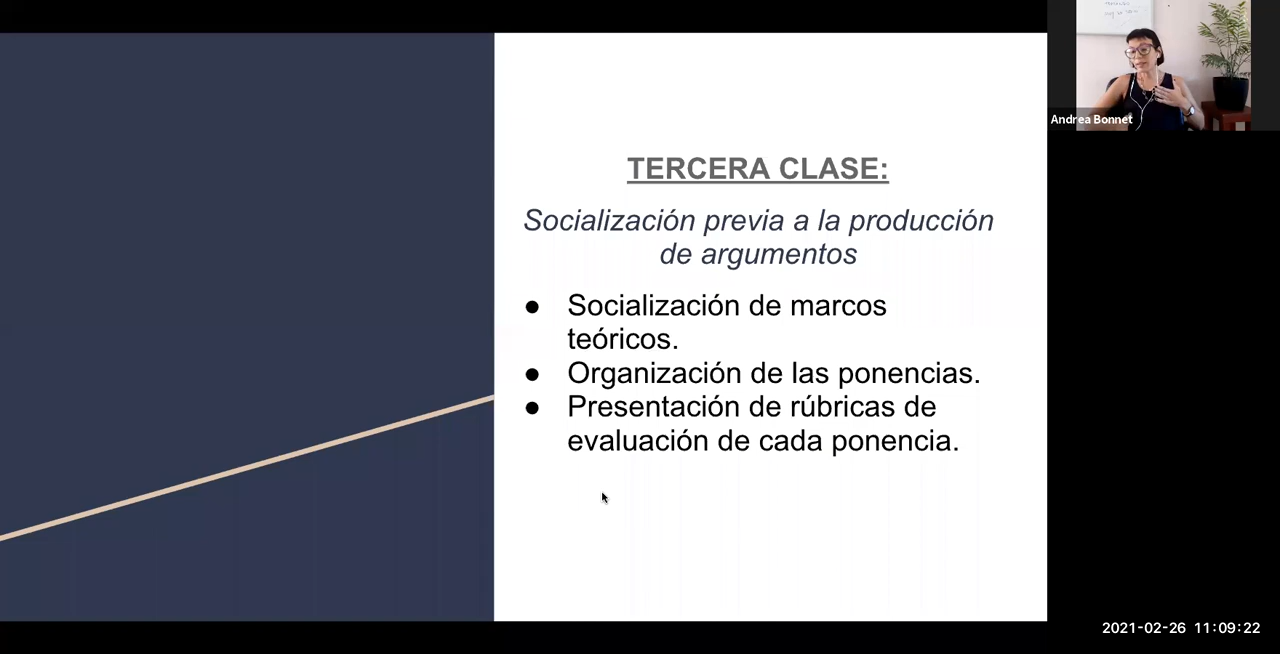 TERCERA CLASE:
Socialización previa a la producción
de argumentos
● Socialización de marcos
teóricos.
● Organización de las ponencias.
● Presentación de rúbricas de
evaluación de cada ponencia.
Andrea Bonnet
2021-02-26 11:09:22